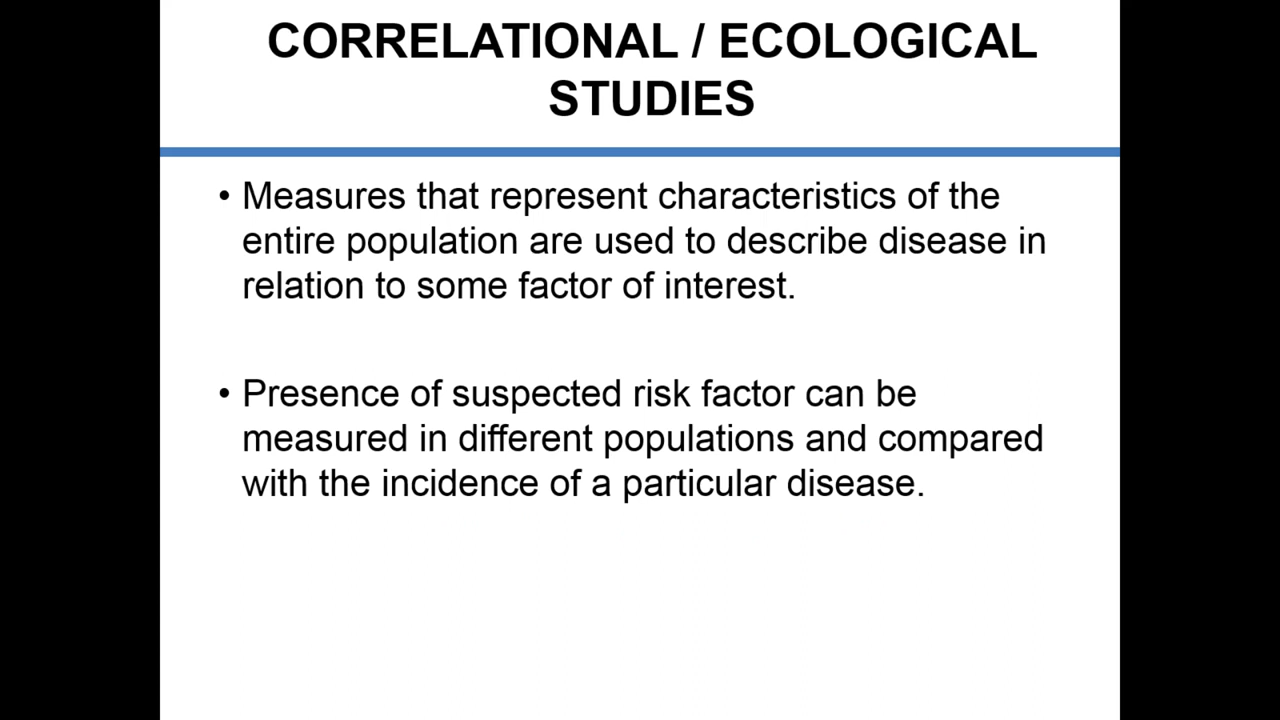 CORRELATIONAL / ECOLOGICAL
STUDIES
• Measures that represent characteristics of the
entire population are used to describe disease in
relation to some factor of interest.
• Presence of suspected risk factor can be
measured in different populations and compared
with the incidence of a particular disease.